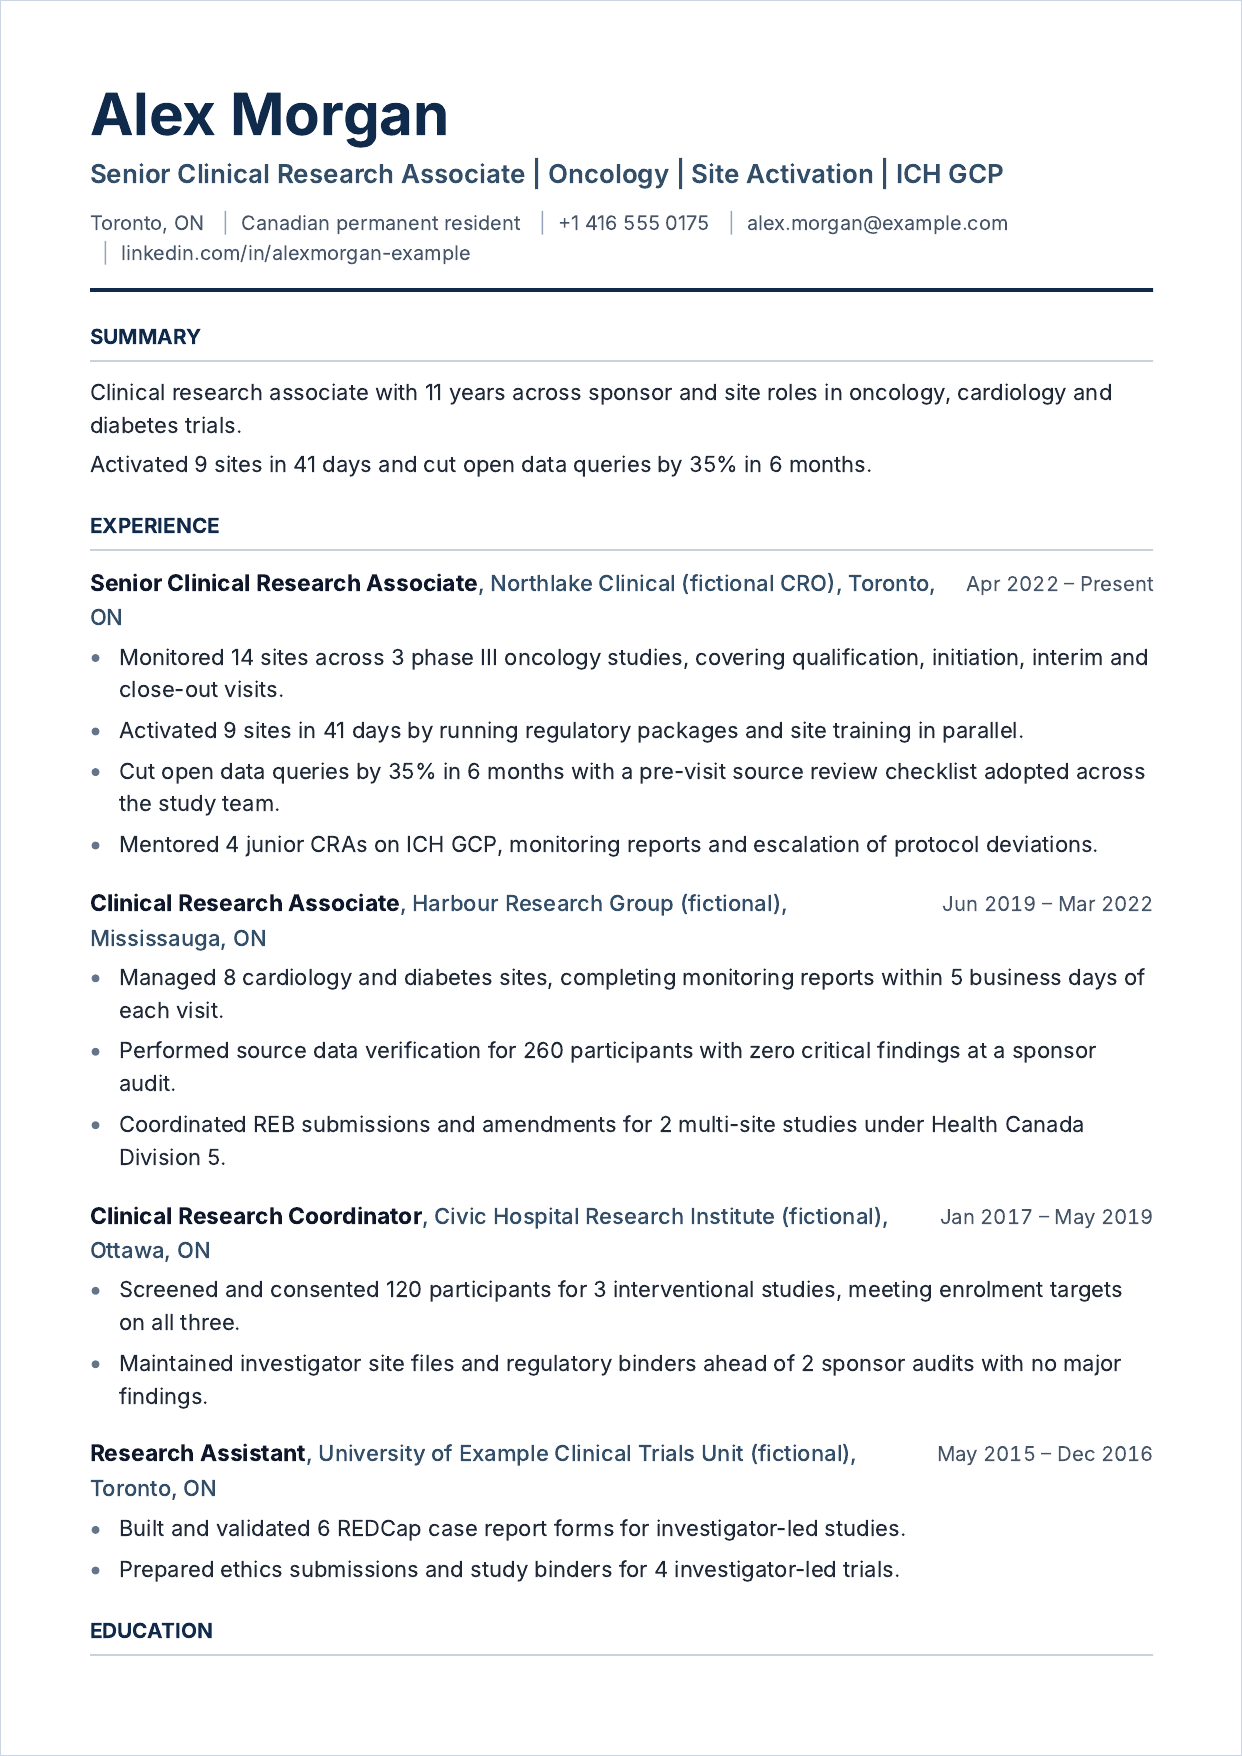 Alex Morgan
Senior Clinical Research Associate | Oncology | Site Activation | ICH GCP
Toronto, ON | Canadian permanent resident | +1 416 555 0175 | alex.morgan@example.com
| linkedin.com/in/alexmorgan-example
SUMMARY
Clinical research associate with 11 years across sponsor and site roles in oncology, cardiology and
diabetes trials.
Activated 9 sites in 41 days and cut open data queries by 35% in 6 months.
EXPERIENCE
Senior Clinical Research Associate, Northlake Clinical (fictional CRO), Toronto, Apr 2022 – Present
ON
• Monitored 14 sites across 3 phase III oncology studies, covering qualification, initiation, interim and
close-out visits.
• Activated 9 sites in 41 days by running regulatory packages and site training in parallel.
• Cut open data queries by 35% in 6 months with a pre-visit source review checklist adopted across
the study team.
• Mentored 4 junior CRAs on ICH GCP, monitoring reports and escalation of protocol deviations.
Clinical Research Associate, Harbour Research Group (fictional), Jun 2019 – Mar 2022
Mississauga, ON
• Managed 8 cardiology and diabetes sites, completing monitoring reports within 5 business days of
each visit.
• Performed source data verification for 260 participants with zero critical findings at a sponsor
audit.
• Coordinated REB submissions and amendments for 2 multi-site studies under Health Canada
Division 5.
Clinical Research Coordinator, Civic Hospital Research Institute (fictional), Jan 2017 – May 2019
Ottawa, ON
• Screened and consented 120 participants for 3 interventional studies, meeting enrolment targets
on all three.
• Maintained investigator site files and regulatory binders ahead of 2 sponsor audits with no major
findings.
Research Assistant, University of Example Clinical Trials Unit (fictional), May 2015 – Dec 2016
Toronto, ON
• Built and validated 6 REDCap case report forms for investigator-led studies.
• Prepared ethics submissions and study binders for 4 investigator-led trials.
EDUCATION